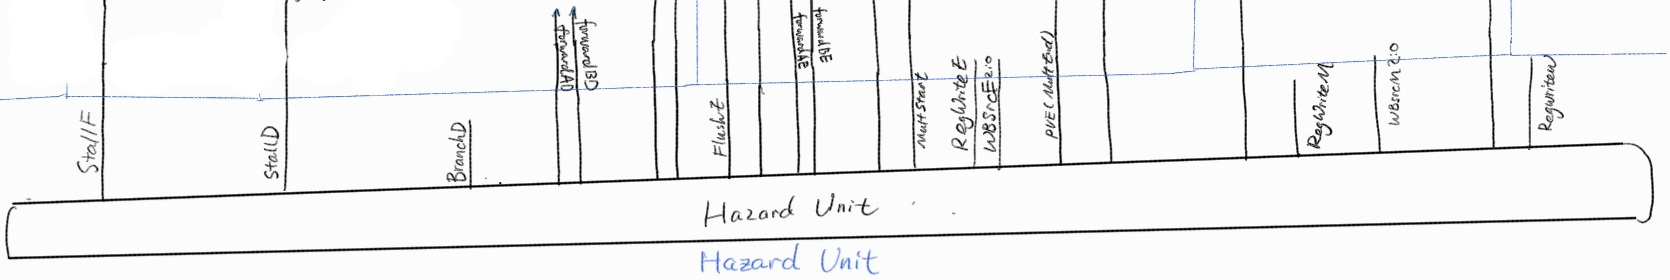 StallF
StallD
BranchD
forwardAD
forwardBD
FlushE
forwardAE
forwardBE
MultStart
RegWriteE
WBSrcE2:0
PVE(MultEnd)
RegWriteM
WBSrcM2:0
Regwritew
Hazard Unit
Hazard Unit